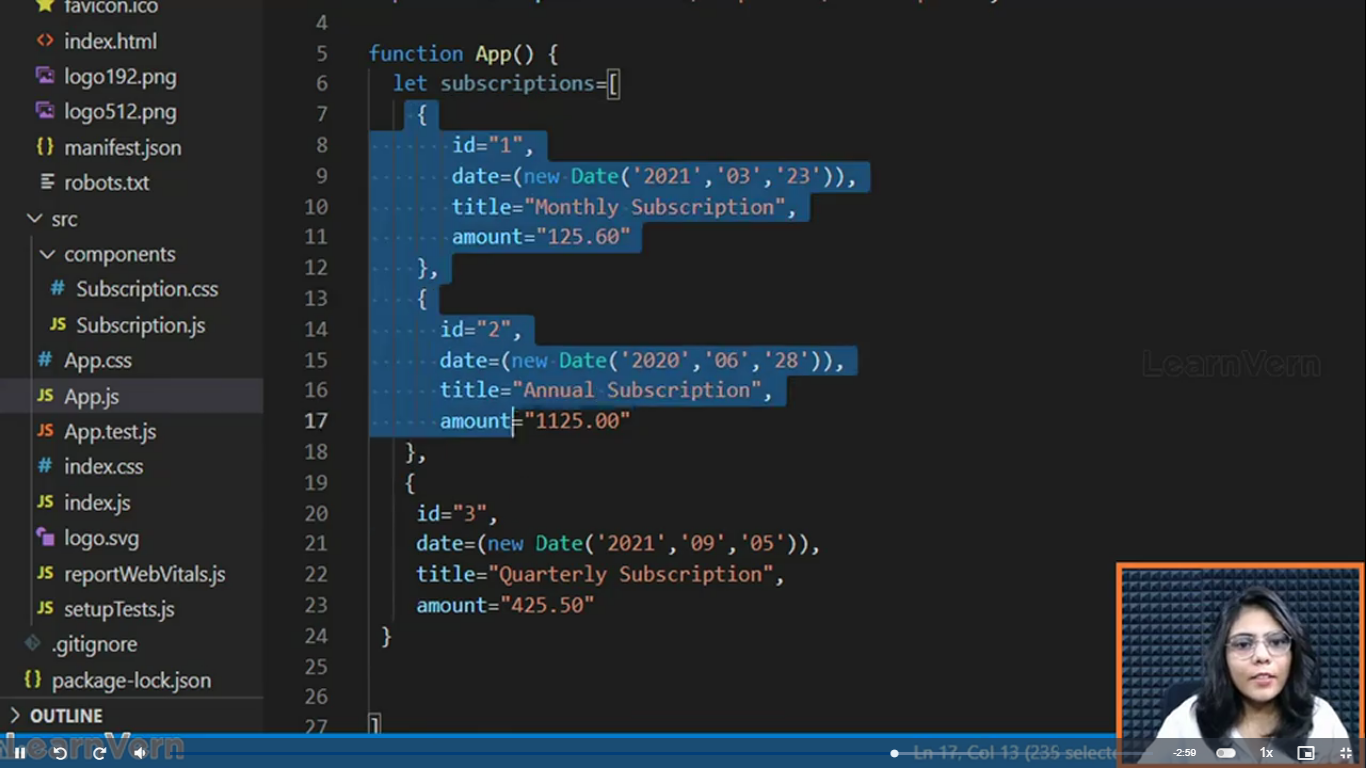 favicon.ico
index.html
logo192.png
logo512.png
manifest.json
robots.txt
src
components
Subscription.css
Subscription.js
App.css
App.js
App.test.js
index.css
index.js
logo.svg
reportWebVitals.js
setupTests.js
.gitignore
package-lock.json
OUTLINE
4
5 function App() {
6 let subscriptions=[
7 {
8 id="1",
9 date=(new Date('2021','03','23')),
10 title="Monthly Subscription",
11 amount="125.60"
12 },
13 {
14 id="2",
15 date=(new Date('2020','06','28')),
16 title="Annual Subscription",
17 amount="1125.00"
18 },
19 {
20 id="3",
21 date=(new Date('2021','09','05')),
22 title="Quarterly Subscription",
23 amount="425.50"
24 }
25
26
27 ]
LearnVern
LearnVern
Ln 17, Col 13 (235 selecte
-2:59
1x